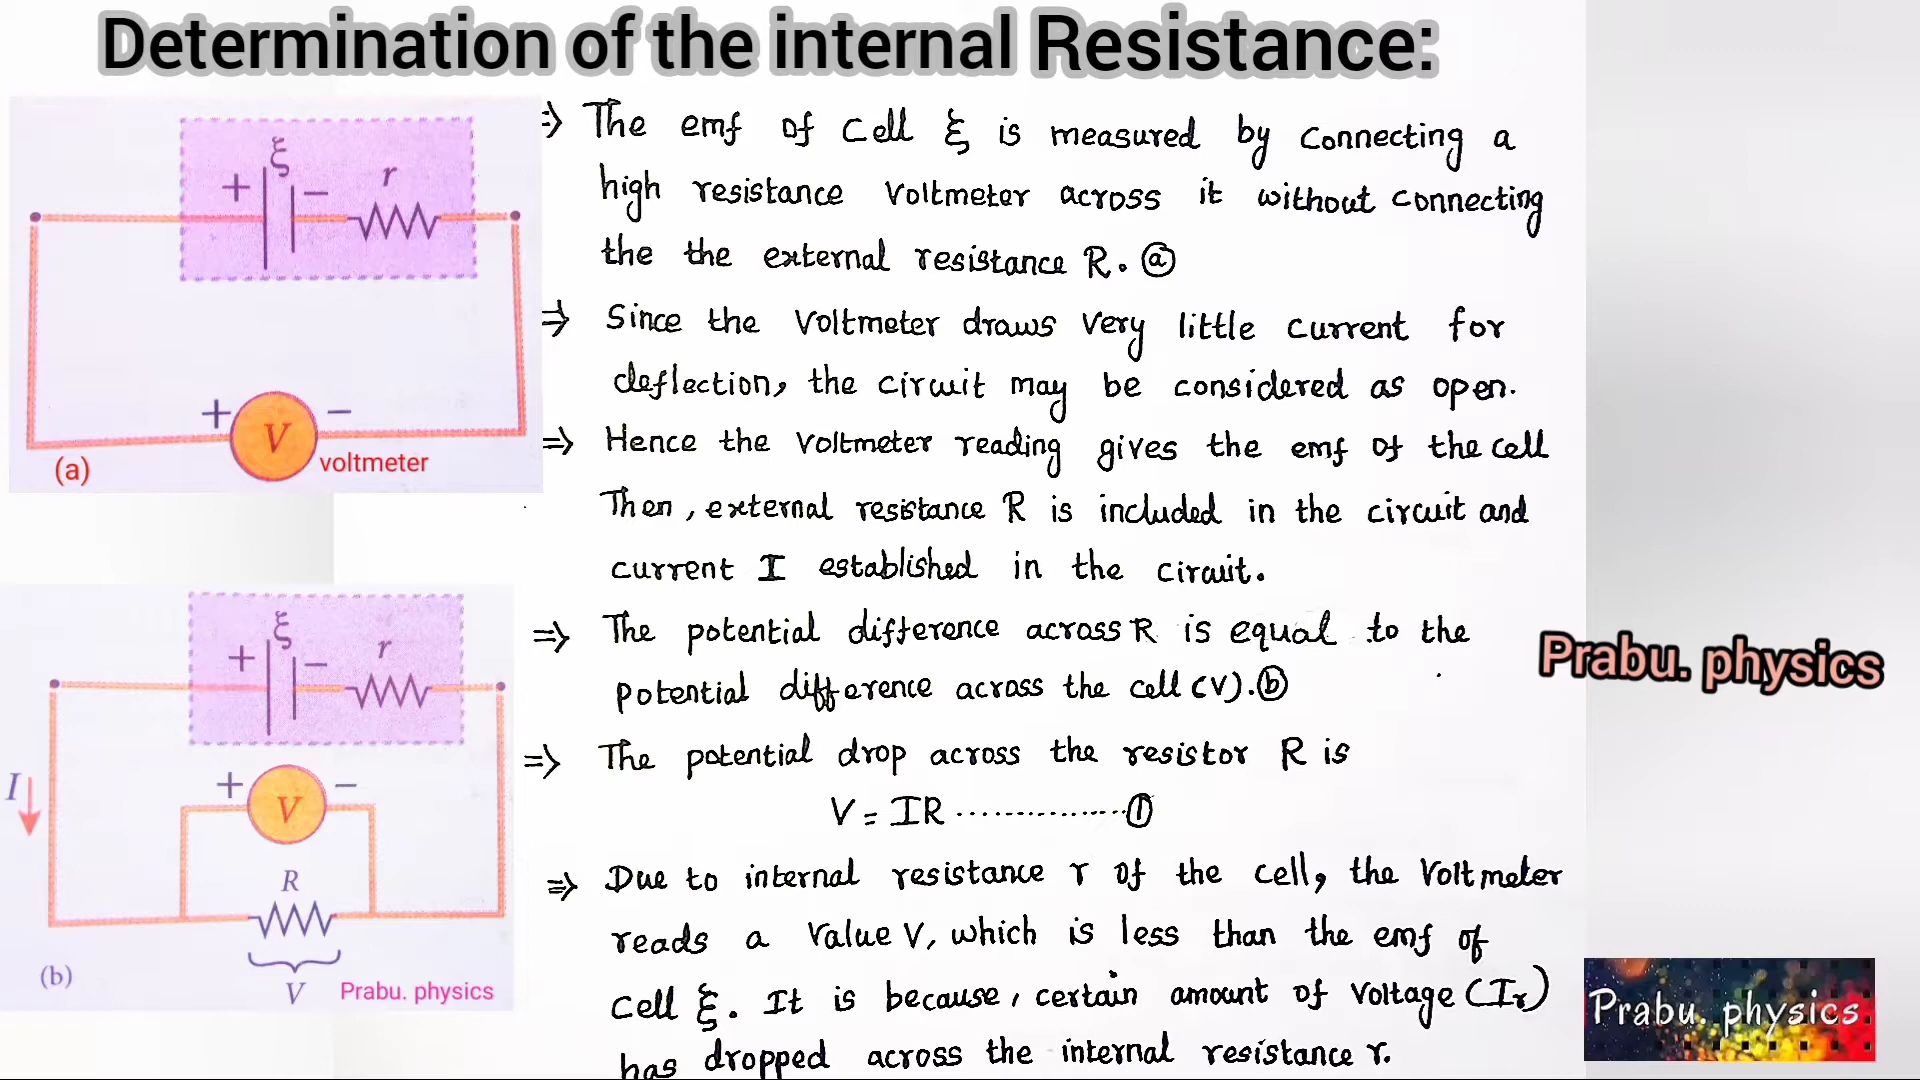 Determination of the internal Resistance:
⇒ The emf of cell ξ is measured by connecting a
high resistance voltmeter across it without connecting
the the external resistance R. ⓐ
⇒ Since the voltmeter draws very little current for
deflection, the circuit may be considered as open.
⇒ Hence the voltmeter reading gives the emf of the cell
Then, external resistance R is included in the circuit and
current I established in the circuit.
⇒ The potential difference across R is equal to the
potential difference across the cell (V). ⓑ
⇒ The potential drop across the resistor R is
V = IR ................ ①
⇒ Due to internal resistance r of the cell, the voltmeter
reads a value V, which is less than the emf of
cell ξ. It is because, certain amount of voltage (Ir)
has dropped across the internal resistance r.
ξ
+ − r
+ −
V
(a) voltmeter
ξ
+ − r
I
+ V −
R
(b)
V
Prabu. physics
Prabu. physics
Prabu. physics